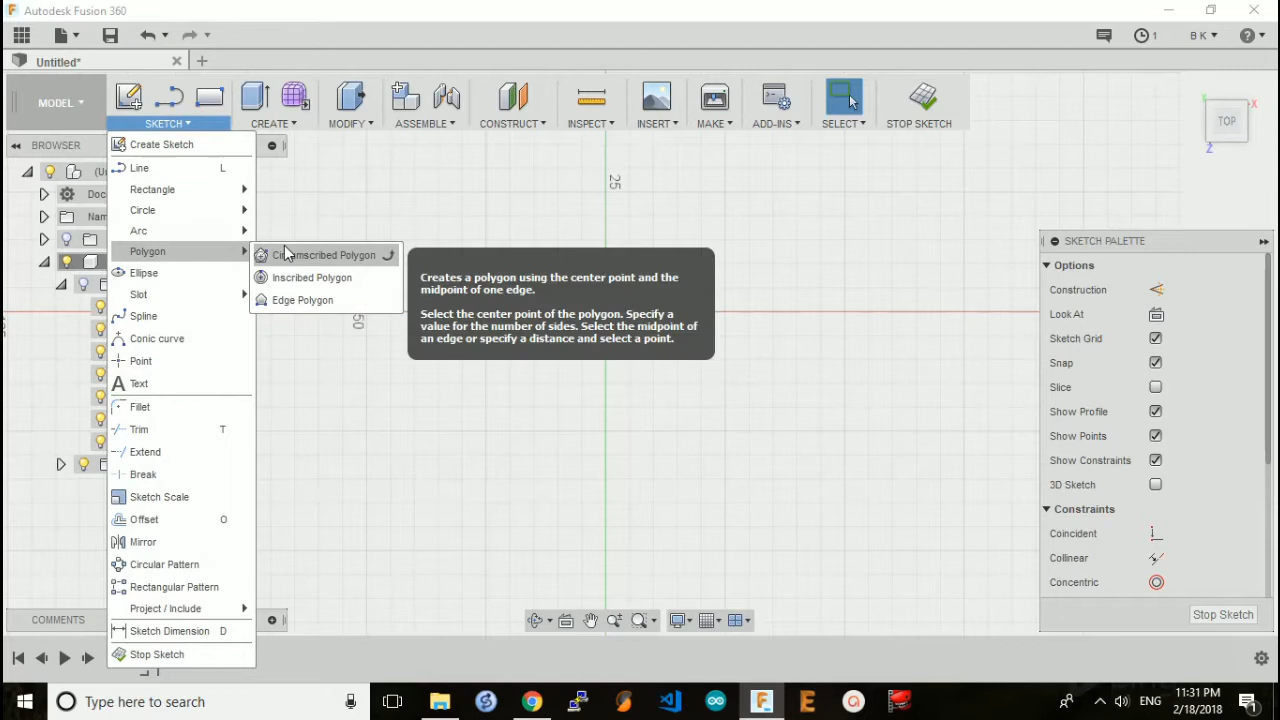 Autodesk Fusion 360
1
B K
Untitled*
MODEL
SKETCH
CREATE
MODIFY
ASSEMBLE
CONSTRUCT
INSPECT
INSERT
MAKE
ADD-INS
SELECT
STOP SKETCH
X
Y
TOP
Z
BROWSER
Create Sketch
Line L
Rectangle
Circle
Arc
Polygon
Ellipse
Slot
Spline
Conic curve
Point
Text
Fillet
Trim T
Extend
Break
Sketch Scale
Offset O
Mirror
Circular Pattern
Rectangular Pattern
Project / Include
Sketch Dimension D
Stop Sketch
(Un
Doc
Nam
Circumscribed Polygon
Inscribed Polygon
Edge Polygon
Creates a polygon using the center point and the
midpoint of one edge.
Select the center point of the polygon. Specify a
value for the number of sides. Select the midpoint of
an edge or specify a distance and select a point.
25
50
SKETCH PALETTE
Options
Construction
Look At
Sketch Grid
Snap
Slice
Show Profile
Show Points
Show Constraints
3D Sketch
Constraints
Coincident
Collinear
Concentric
Stop Sketch
COMMENTS
Type here to search
ENG
11:31 PM
2/18/2018
1